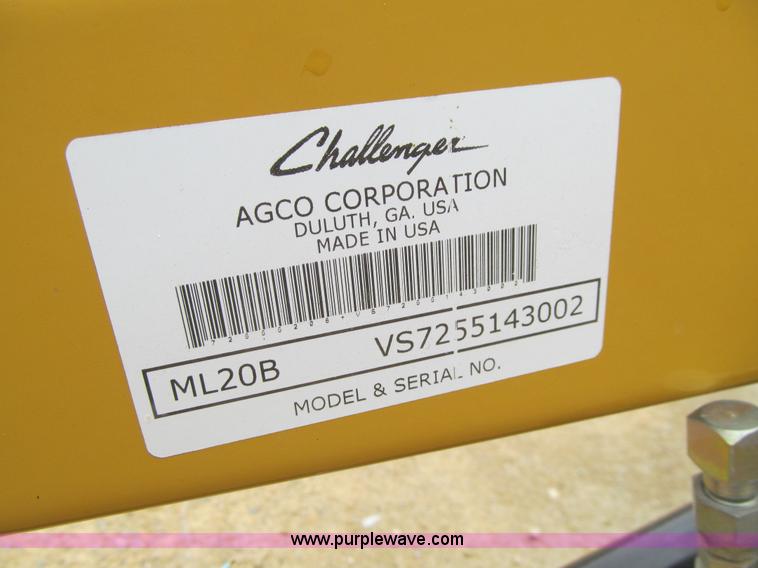 Challenger
AGCO CORPORATION
DULUTH, GA. USA
MADE IN USA
ML20B VS7255143002
MODEL & SERIAL NO.
www.purplewave.com